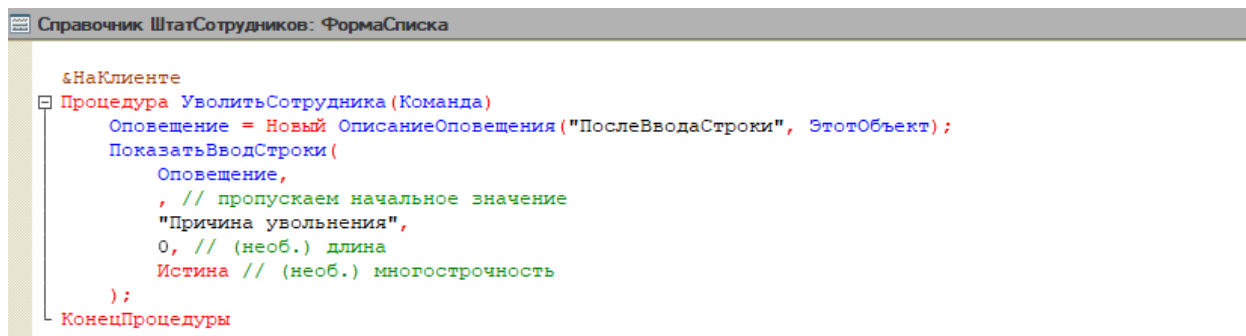 Справочник ШтатСотрудников: ФормаСписка
&НаКлиенте
Процедура УволитьСотрудника(Команда)
Оповещение = Новый ОписаниеОповещения("ПослеВводаСтроки", ЭтотОбъект);
ПоказатьВводСтроки(
Оповещение,
, // пропускаем начальное значение
"Причина увольнения",
0, // (необ.) длина
Истина // (необ.) многострочность
);
КонецПроцедуры